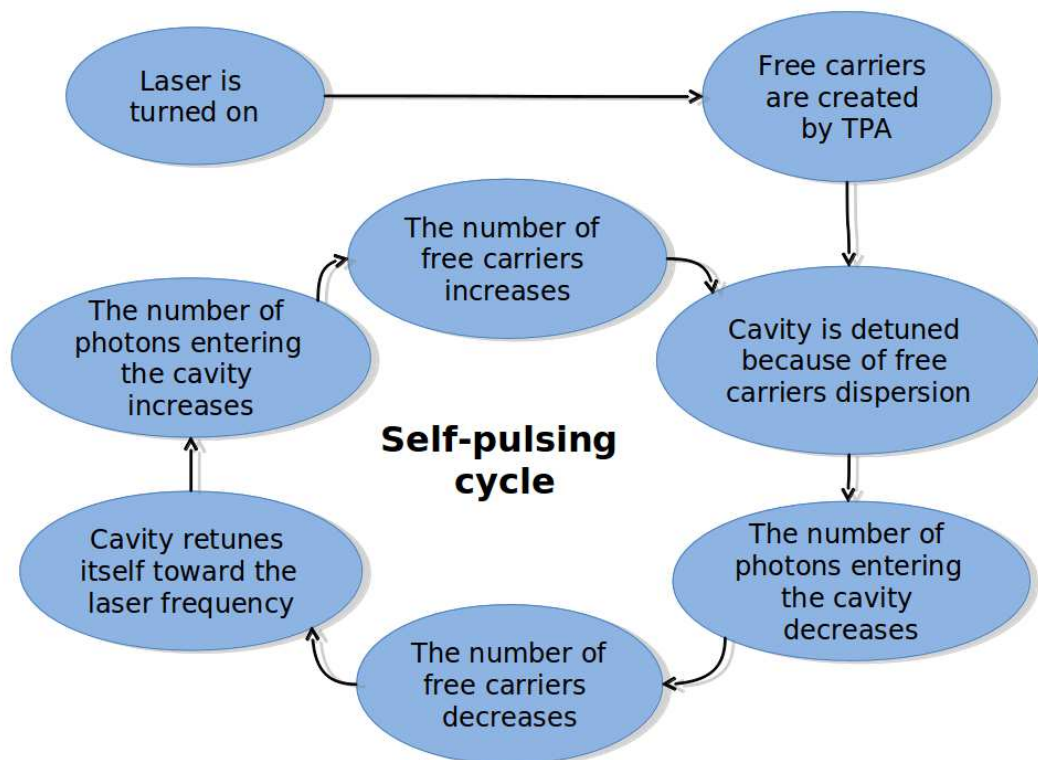 Laser is
turned on
Free carriers
are created
by TPA
The number of
free carriers
increases
Cavity is detuned
because of free
carriers dispersion
The number of
photons entering
the cavity
decreases
The number of
free carriers
decreases
Cavity retunes
itself toward the
laser frequency
The number of
photons entering
the cavity
increases
Self-pulsing
cycle